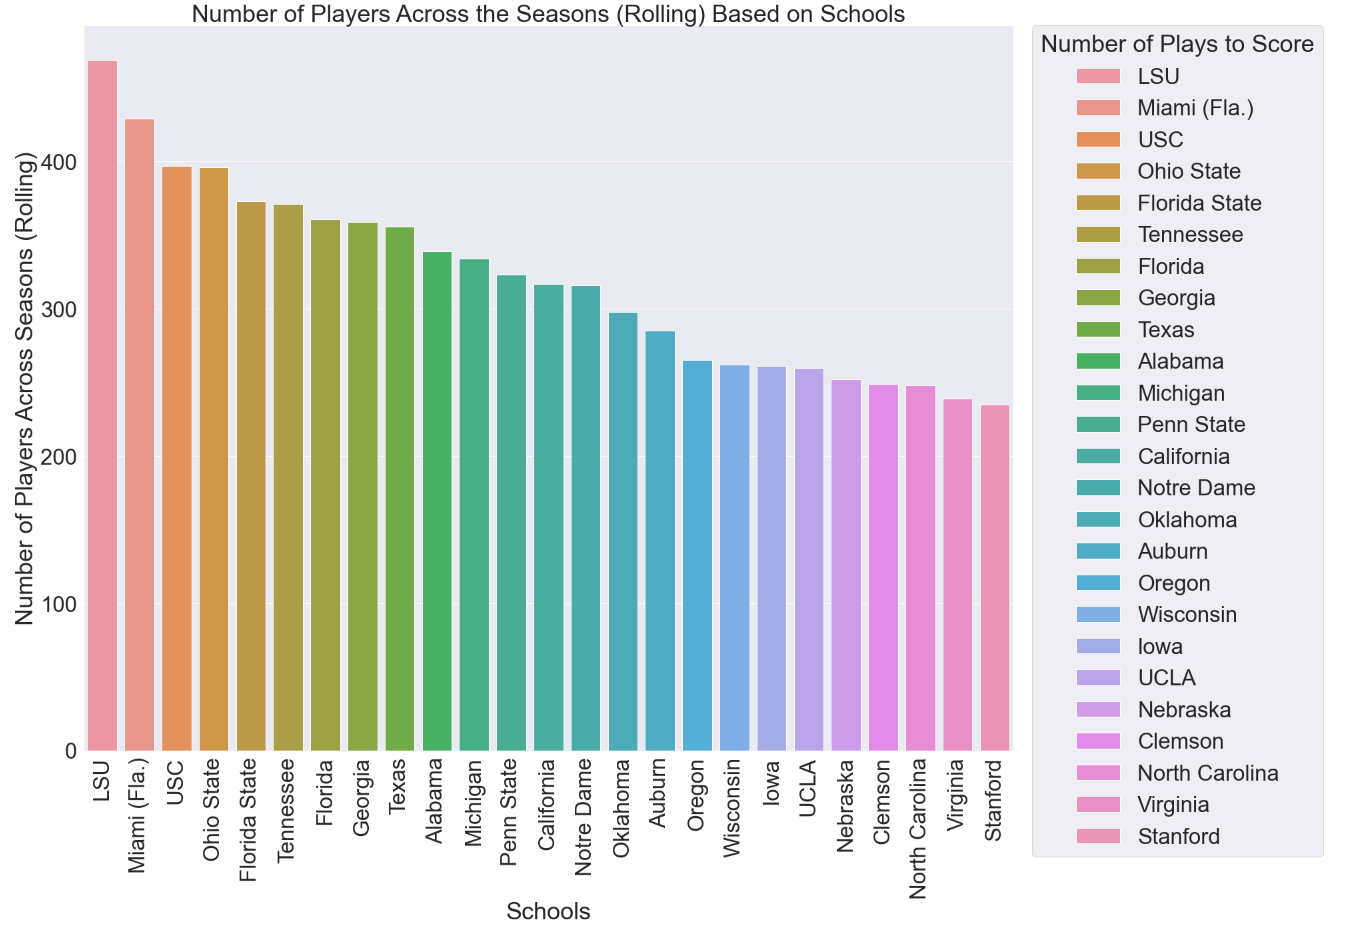 Number of Players Across the Seasons (Rolling) Based on Schools
Number of Players Across Seasons (Rolling)
400
300
200
100
0
LSU
Miami (Fla.)
USC
Ohio State
Florida State
Tennessee
Florida
Georgia
Texas
Alabama
Michigan
Penn State
California
Notre Dame
Oklahoma
Auburn
Oregon
Wisconsin
Iowa
UCLA
Nebraska
Clemson
North Carolina
Virginia
Stanford
Schools
Number of Plays to Score
LSU
Miami (Fla.)
USC
Ohio State
Florida State
Tennessee
Florida
Georgia
Texas
Alabama
Michigan
Penn State
California
Notre Dame
Oklahoma
Auburn
Oregon
Wisconsin
Iowa
UCLA
Nebraska
Clemson
North Carolina
Virginia
Stanford